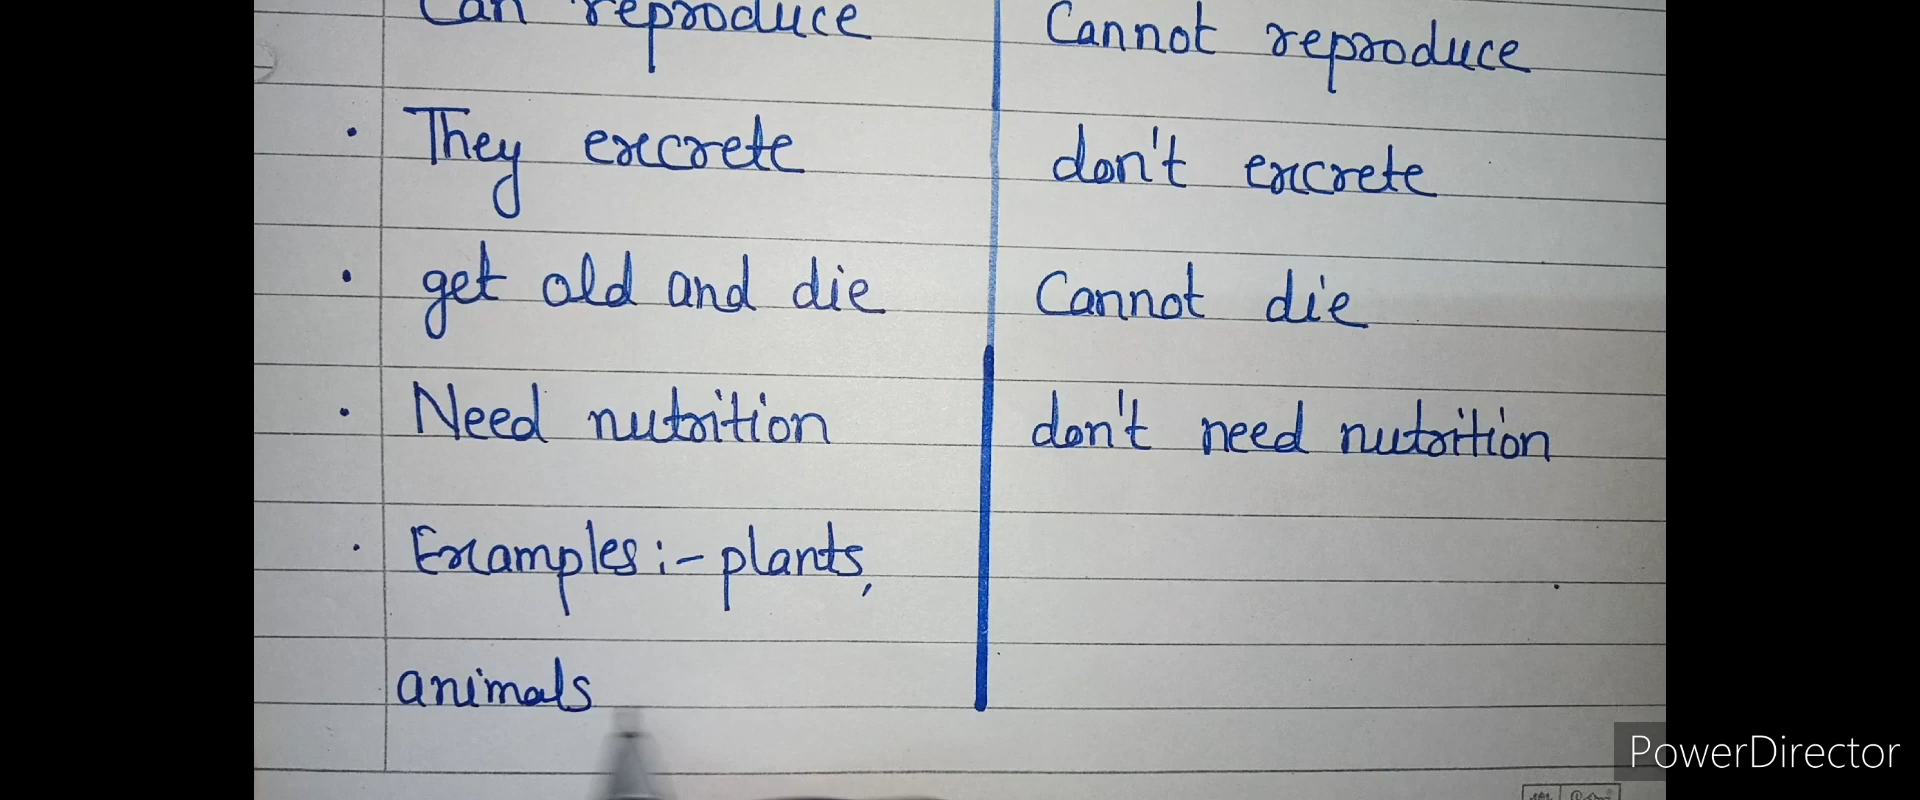 Can reproduce
Cannot reproduce
• They excrete
don't excrete
• get old and die
Cannot die
• Need nutrition
don't need nutrition
• Examples:- plants,
animals
PowerDirector